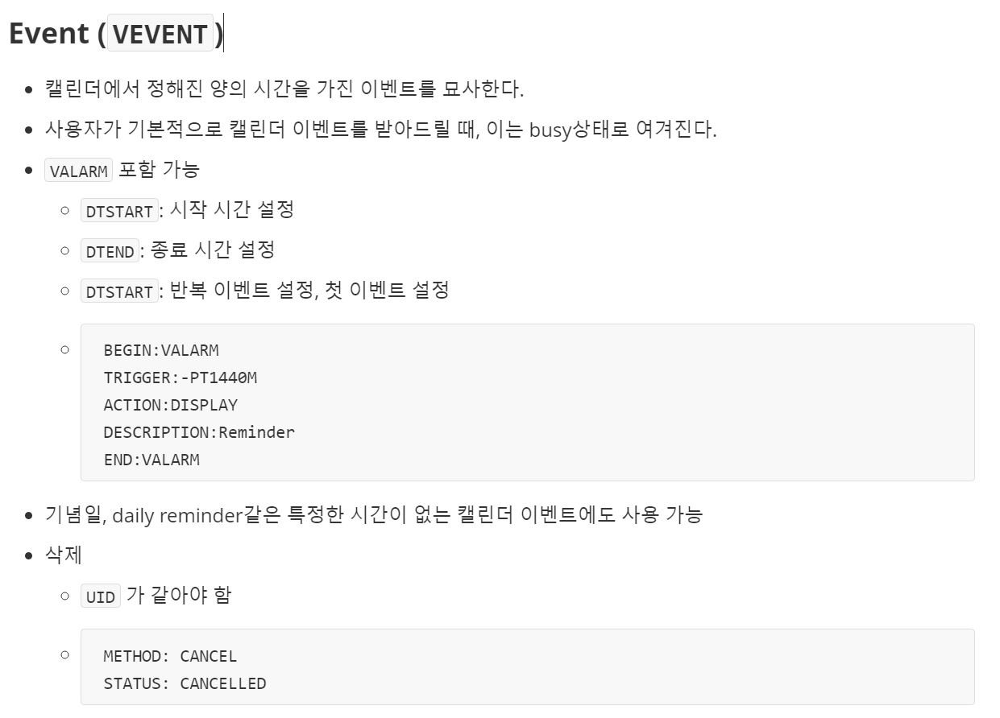 Event (VEVENT)
캘린더에서 정해진 양의 시간을 가진 이벤트를 묘사한다.
사용자가 기본적으로 캘린더 이벤트를 받아드릴 때, 이는 busy상태로 여겨진다.
VALARM 포함 가능
DTSTART: 시작 시간 설정
DTEND: 종료 시간 설정
DTSTART: 반복 이벤트 설정, 첫 이벤트 설정
BEGIN:VALARM
TRIGGER:-PT1440M
ACTION:DISPLAY
DESCRIPTION:Reminder
END:VALARM
기념일, daily reminder같은 특정한 시간이 없는 캘린더 이벤트에도 사용 가능
삭제
UID 가 같아야 함
METHOD: CANCEL
STATUS: CANCELLED